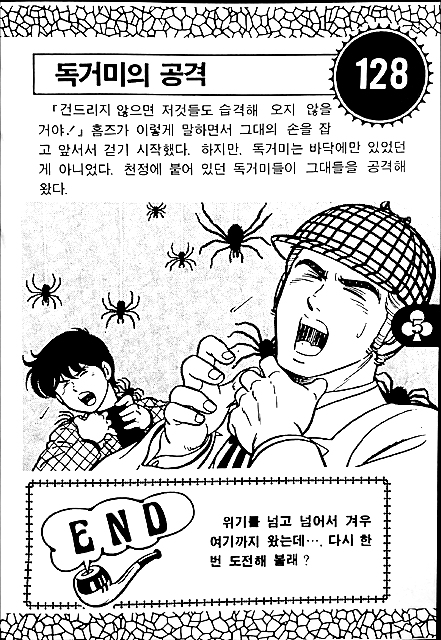 독거미의 공격
128
「건드리지 않으면 저것들도 습격해 오지 않을
거야!」 홈즈가 이렇게 말하면서 그대의 손을 잡
고 앞서서 걷기 시작했다. 하지만, 독거미는 바닥에만 있었던
게 아니었다. 천정에 붙어 있던 독거미들이 그대들을 공격해
왔다.
5
END
위기를 넘고 넘어서 겨우
여기까지 왔는데…. 다시 한
번 도전해 볼래?